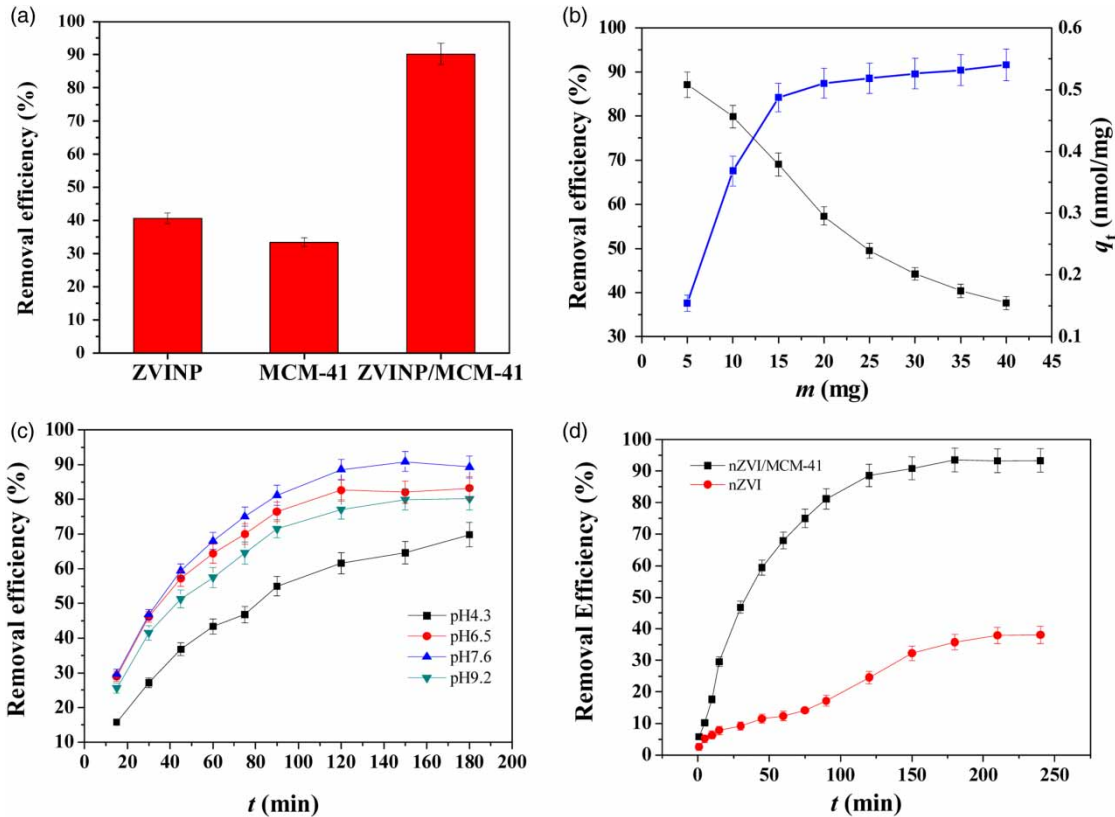 (a)
Removal efficiency (%)
100
90
80
70
60
50
40
30
20
10
0
ZVINP MCM-41 ZVINP/MCM-41
(b)
Removal efficiency (%)
100
90
80
70
60
50
40
30
0.6
0.5
0.4
0.3
0.2
0.1
qt (nmol/mg)
0 5 10 15 20 25 30 35 40 45
m (mg)
(c)
Removal efficiency (%)
100
90
80
70
60
50
40
30
20
10
pH4.3
pH6.5
pH7.6
pH9.2
0 20 40 60 80 100 120 140 160 180 200
t (min)
(d)
Removal Efficiency (%)
100
90
80
70
60
50
40
30
20
10
0
nZVI/MCM-41
nZVI
0 50 100 150 200 250
t (min)